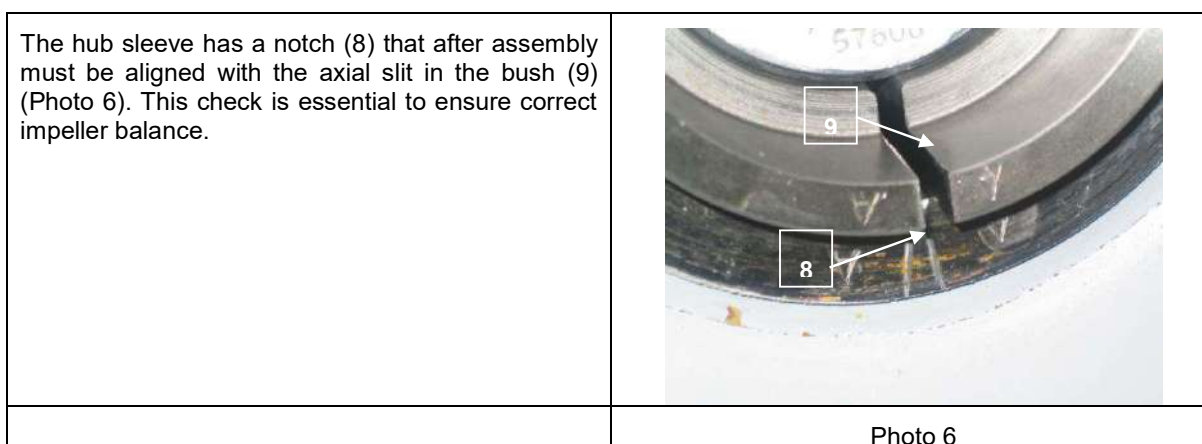 The hub sleeve has a notch (8) that after assembly
must be aligned with the axial slit in the bush (9)
(Photo 6). This check is essential to ensure correct
impeller balance.
9
8
Photo 6